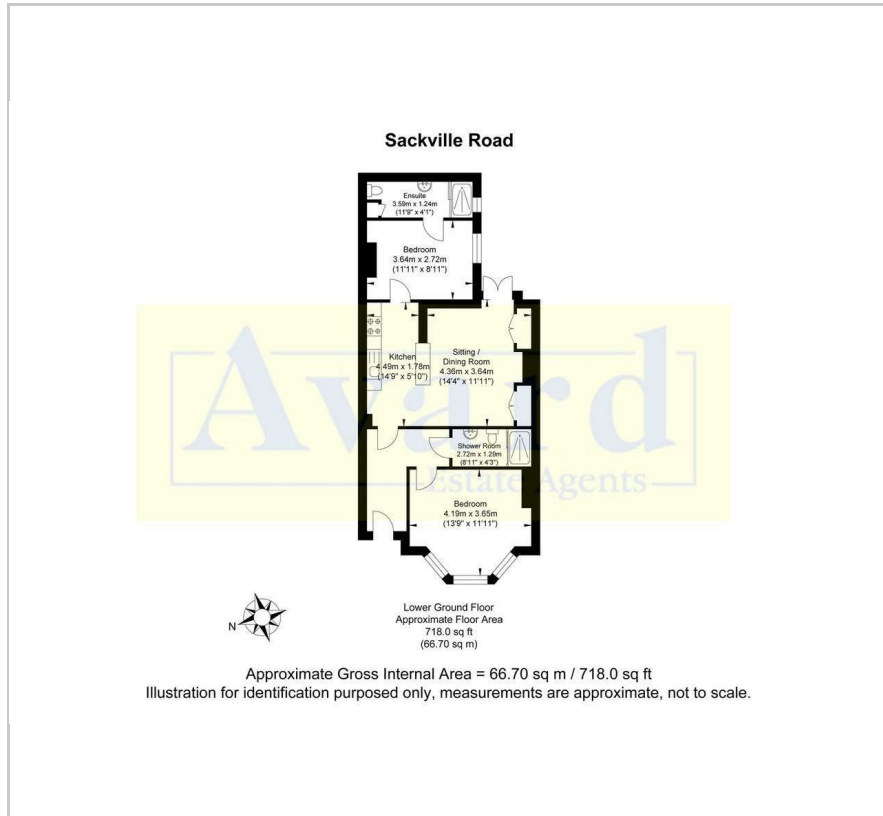 Sackville Road
Ensuite
3.59m x 1.24m
(11'9" x 4'1")
Bedroom
3.64m x 2.72m
(11'11" x 8'11")
Kitchen
4.49m x 1.78m
(14'9" x 5'10")
Sitting /
Dining Room
4.36m x 3.64m
(14'4" x 11'11")
Avard
Estate Agents
Shower Room
2.72m x 1.29m
(8'11" x 4'3")
Bedroom
4.19m x 3.65m
(13'9" x 11'11")
N
Lower Ground Floor
Approximate Floor Area
718.0 sq ft
(66.70 sq m)
Approximate Gross Internal Area = 66.70 sq m / 718.0 sq ft
Illustration for identification purposed only, measurements are approximate, not to scale.